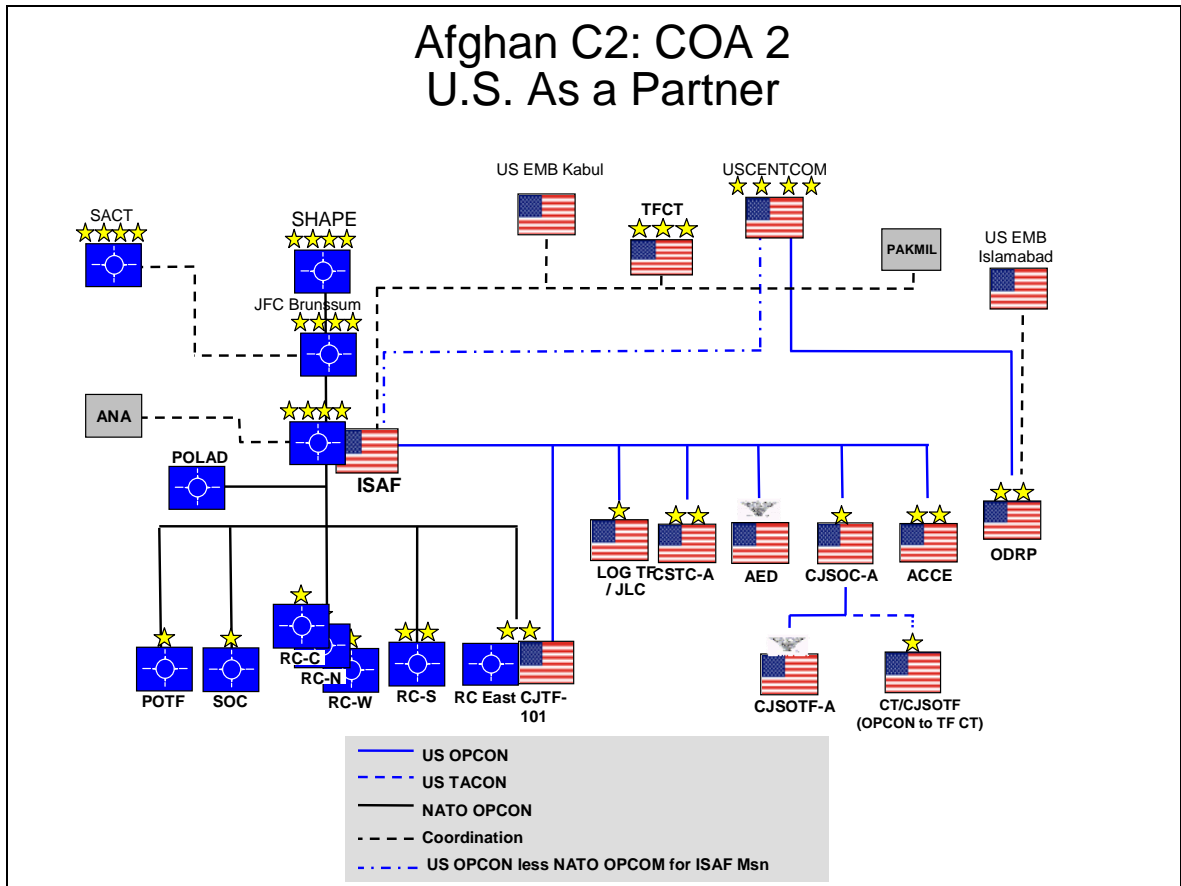 Afghan C2: COA 2
U.S. As a Partner
US EMB Kabul
USCENTCOM
SACT
SHAPE
TFCT
PAKMIL
US EMB
Islamabad
JFC Brunssum
ANA
POLAD
ISAF
LOG TF
/ JLC
CSTC-A
AED
CJSOC-A
ACCE
ODRP
POTF
SOC
RC-C
RC-N
RC-W
RC-S
RC East
CJTF-
101
CJSOTF-A
CT/CJSOTF
(OPCON to TF CT)
US OPCON
US TACON
NATO OPCON
Coordination
US OPCON less NATO OPCOM for ISAF Msn